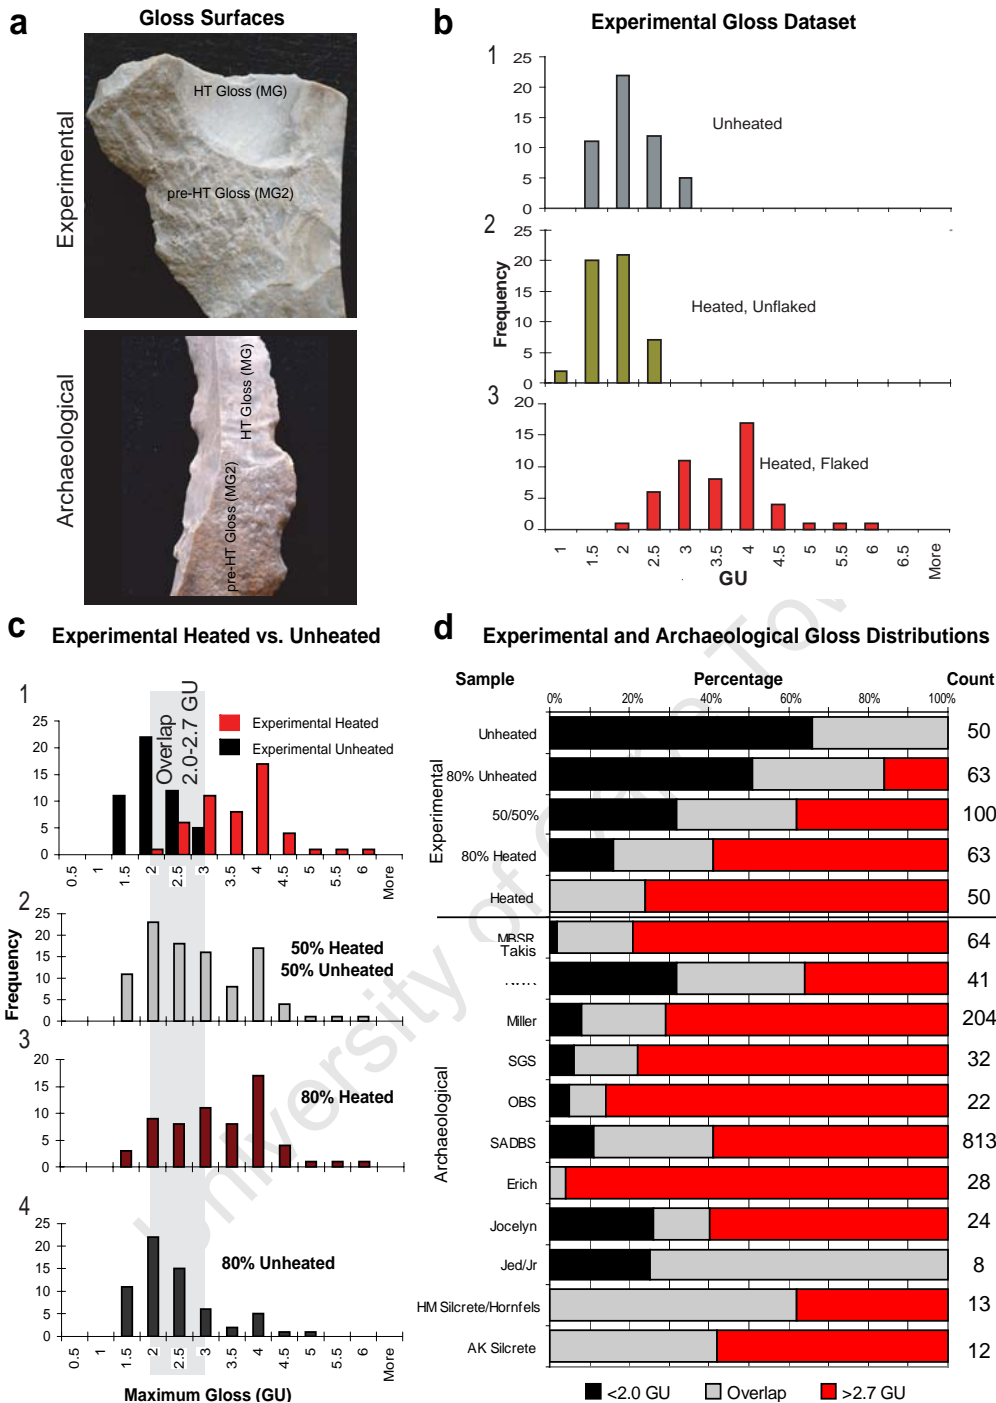 a
Gloss Surfaces
Experimental
HT Gloss (MG)
pre-HT Gloss (MG2)
Archaeological
HT Gloss (MG)
pre-HT Gloss (MG2)
b
Experimental Gloss Dataset
Frequency
1
25
20
15
10
5
0
Unheated
2
25
20
15
10
5
0
Heated, Unflaked
3
20
15
10
5
0
Heated, Flaked
1 1.5 2 2.5 3 3.5 4 4.5 5 5.5 6 6.5 More
GU
c
Experimental Heated vs. Unheated
Frequency
1
25
20
15
10
5
0
Overlap
2.0-2.7 GU
Experimental Heated
Experimental Unheated
0.5 1 1.5 2 2.5 3 3.5 4 4.5 5 5.5 6 More
2
25
20
15
10
5
0
50% Heated
50% Unheated
3
20
15
10
5
0
80% Heated
4
25
20
15
10
5
0
80% Unheated
0.5 1 1.5 2 2.5 3 3.5 4 4.5 5 5.5 6 More
Maximum Gloss (GU)
d
Experimental and Archaeological Gloss Distributions
Sample Percentage Count
0% 20% 40% 60% 80% 100%
Experimental
Unheated 50
80% Unheated 63
50/50% 100
80% Heated 63
Heated 50
Archaeological
MBSR 64
Takis
41
Miller 204
SGS 32
OBS 22
SADBS 813
Erich 28
Jocelyn 24
Jed/Jr 8
HM Silcrete/Hornfels 13
AK Silcrete 12
<2.0 GU Overlap >2.7 GU
University of
Tow